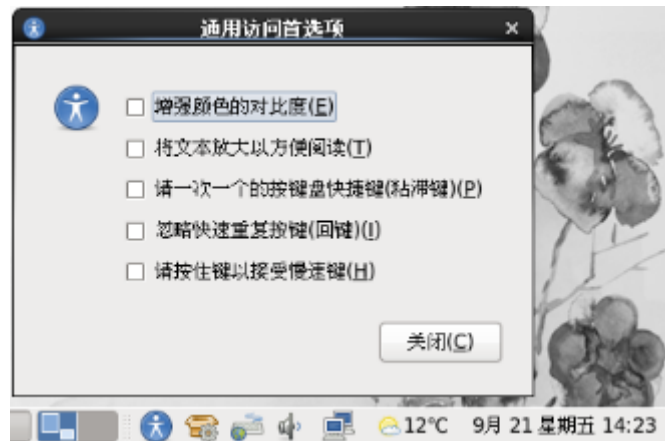 通用访问首选项
增强颜色的对比度(E)
将文本放大以方便阅读(T)
请一次一个的按键盘快捷键(粘滞键)(P)
忽略快速重复按键(回键)(I)
请按住键以接受慢速键(H)
关闭(C)
12°C 9月 21 星期五 14:23